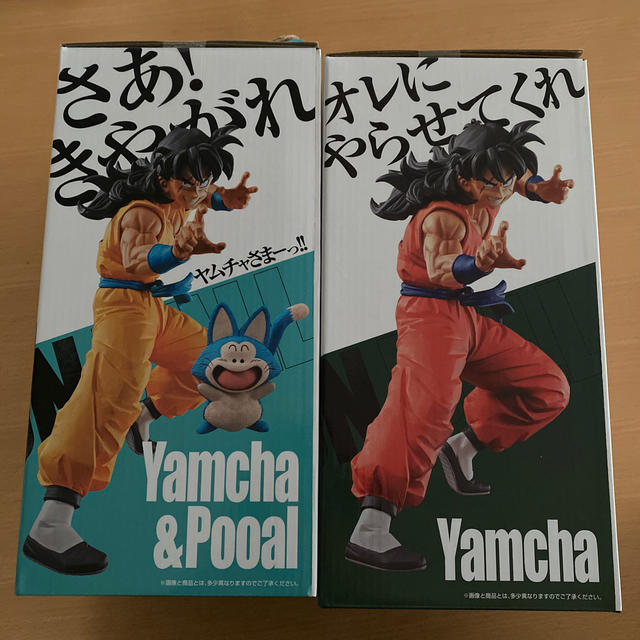 さあ!
きやがれ
ヤムチャさまーっ!!
Yamcha
&Pooal
※画像と商品とは、多少異なりますのでご了承ください。
オレに
やらせてくれ
Yamcha
※画像と商品とは、多少異なりますのでご了承ください。